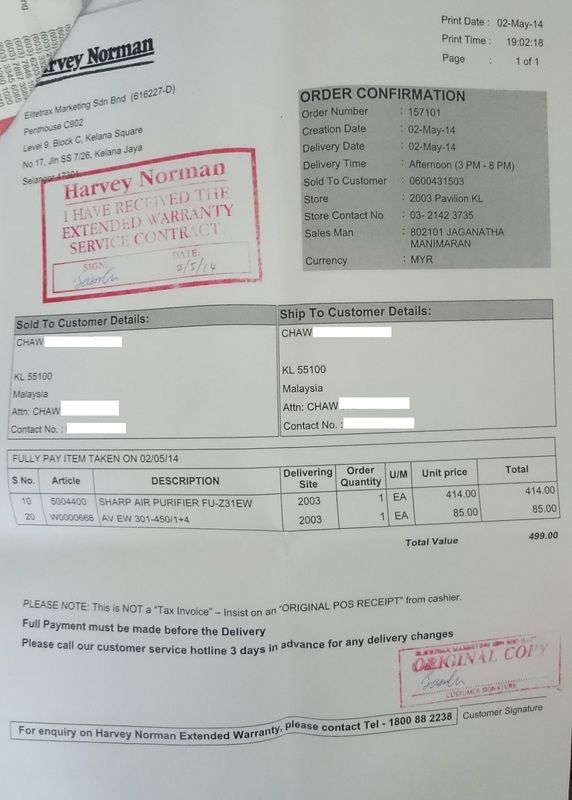 Harvey Norman
Print Date : 02-May-14
Print Time : 19:02:18
Page : 1 of 1
Elitetrax Marketing Sdn Bnd (616227-D)
Penthouse C902
Level 9, Block C, Kelana Square
No 17, Jln SS 7/26, Kelana Jaya
Selangor 47301
Harvey Norman
I HAVE RECEIVED THE
EXTENDED WARRANTY
SERVICE CONTRACT.
SIGN: DATE:
2/5/14
ORDER CONFIRMATION
Order Number : 157101
Creation Date : 02-May-14
Delivery Date : 02-May-14
Delivery Time : Afternoon (3 PM - 8 PM)
Sold To Customer : 0600431503
Store : 2003 Pavilion KL
Store Contact No : 03- 2142 3735
Sales Man : 802101 JAGANATHA
MANIMARAN
Currency : MYR
Sold To Customer Details:
CHAW
KL 55100
Malaysia
Attn: CHAW
Contact No. :
Ship To Customer Details:
CHAW
KL 55100
Malaysia
Attn: CHAW
Contact No. :
FULLY PAY ITEM TAKEN ON 02/05/14
S No. Article DESCRIPTION Delivering Site Order Quantity U/M Unit price Total
10 5004400 SHARP AIR PURIFIER FU-Z31EW 2003 1 EA 414.00 414.00
20 W0000668 AV EW 301-450/1+4 2003 1 EA 85.00 85.00
Total Value 499.00
PLEASE NOTE: This is NOT a "Tax Invoice" – Insist on an "ORIGINAL POS RECEIPT" from cashier.
Full Payment must be made before the Delivery
Please call our customer service hotline 3 days in advance for any delivery changes
ORIGINAL COPY
CUSTOMER SIGNATURE
Customer Signature
For enquiry on Harvey Norman Extended Warranty, please contact Tel - 1800 88 2238